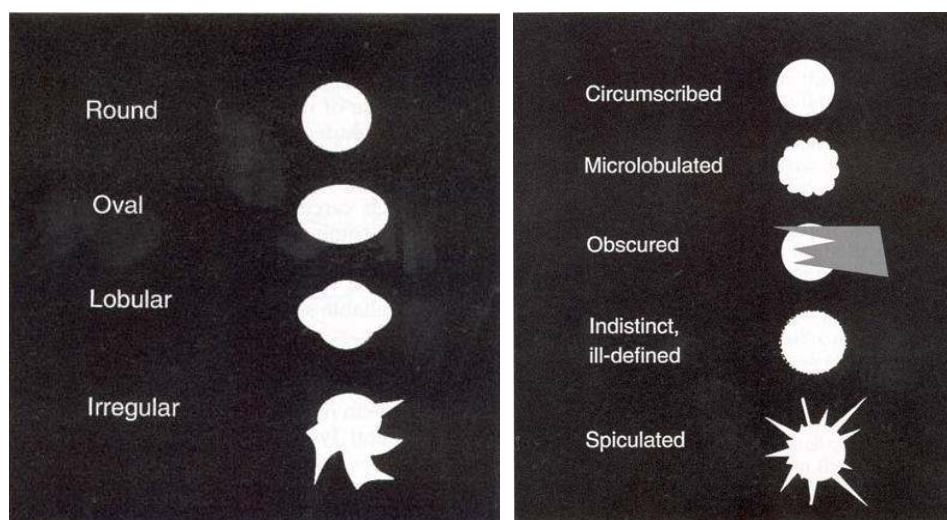 Round
Oval
Lobular
Irregular
Circumscribed
Microlobulated
Obscured
Indistinct,
ill-defined
Spiculated